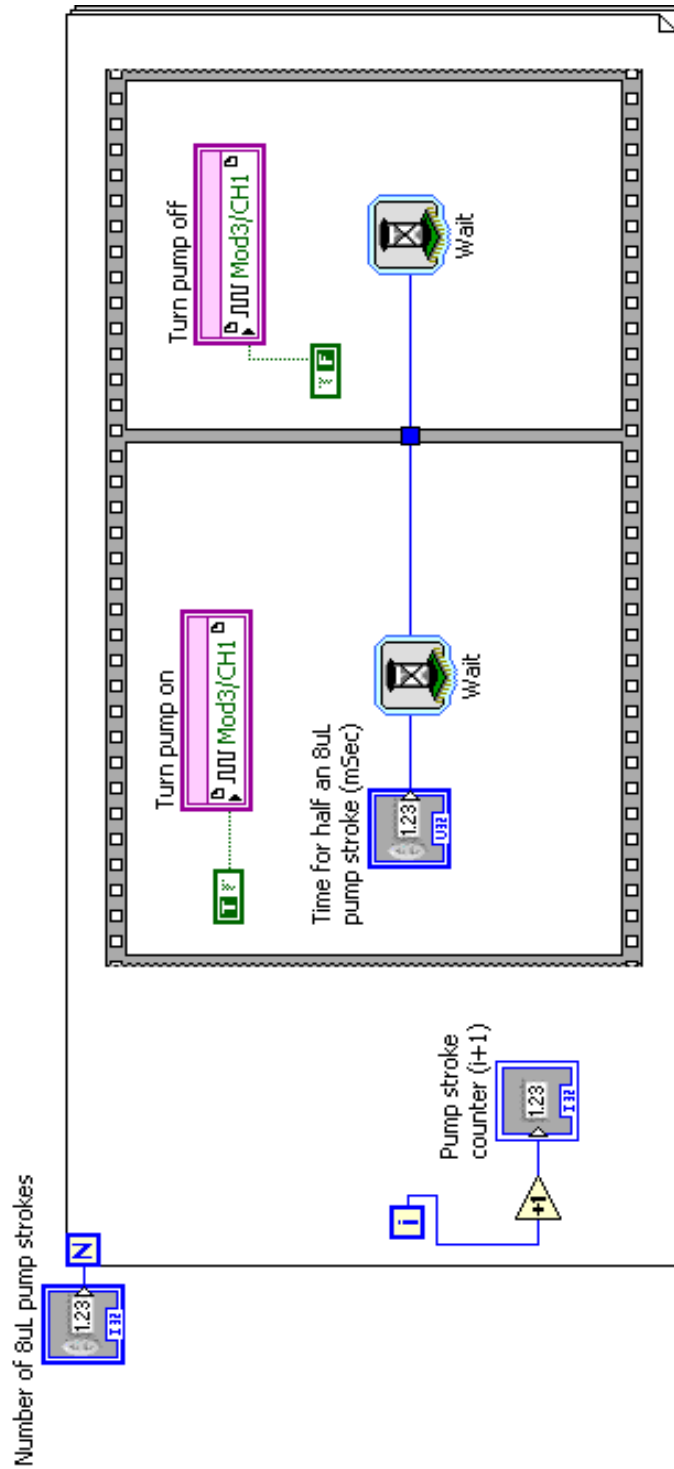 Number of 8uL pump strokes
1.23
I32
N
i
+1
Pump stroke
counter (i+1)
1.23
I32
Turn pump on
T
Mod3/CH1
Time for half an 8uL
pump stroke (mSec)
1.23
U32
Wait
Turn pump off
F
Mod3/CH1
Wait